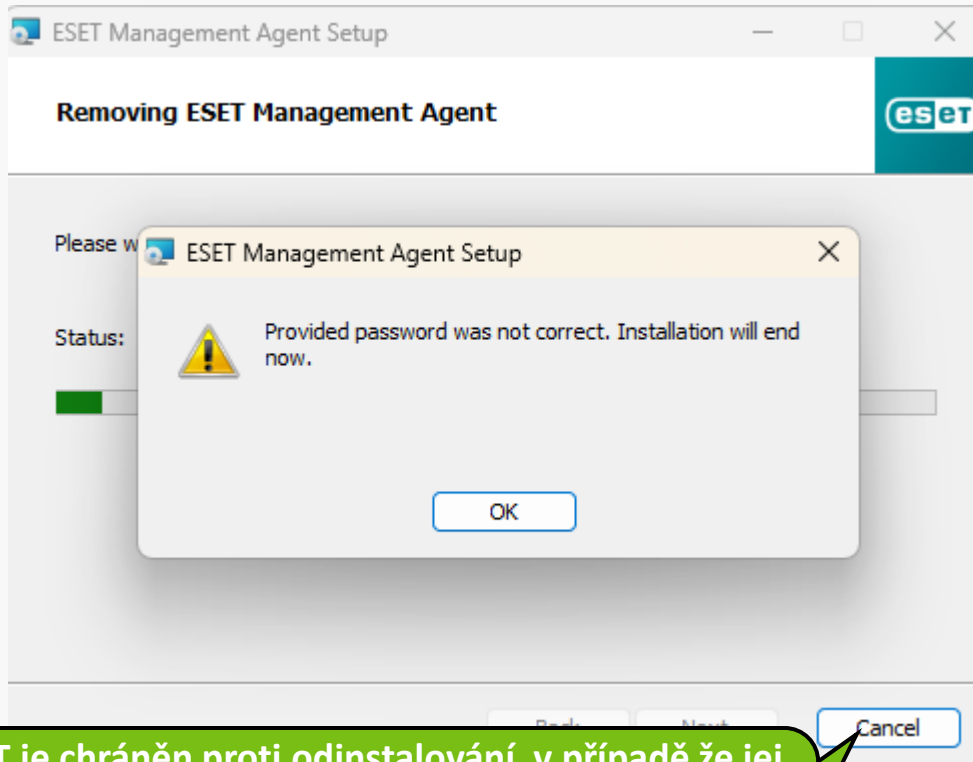 ESET Management Agent Setup
Removing ESET Management Agent
eset
Please w
ESET Management Agent Setup
Provided password was not correct. Installation will end
now.
Status:
OK
Cancel
T je chráněn proti odinstalování, v případě že jej